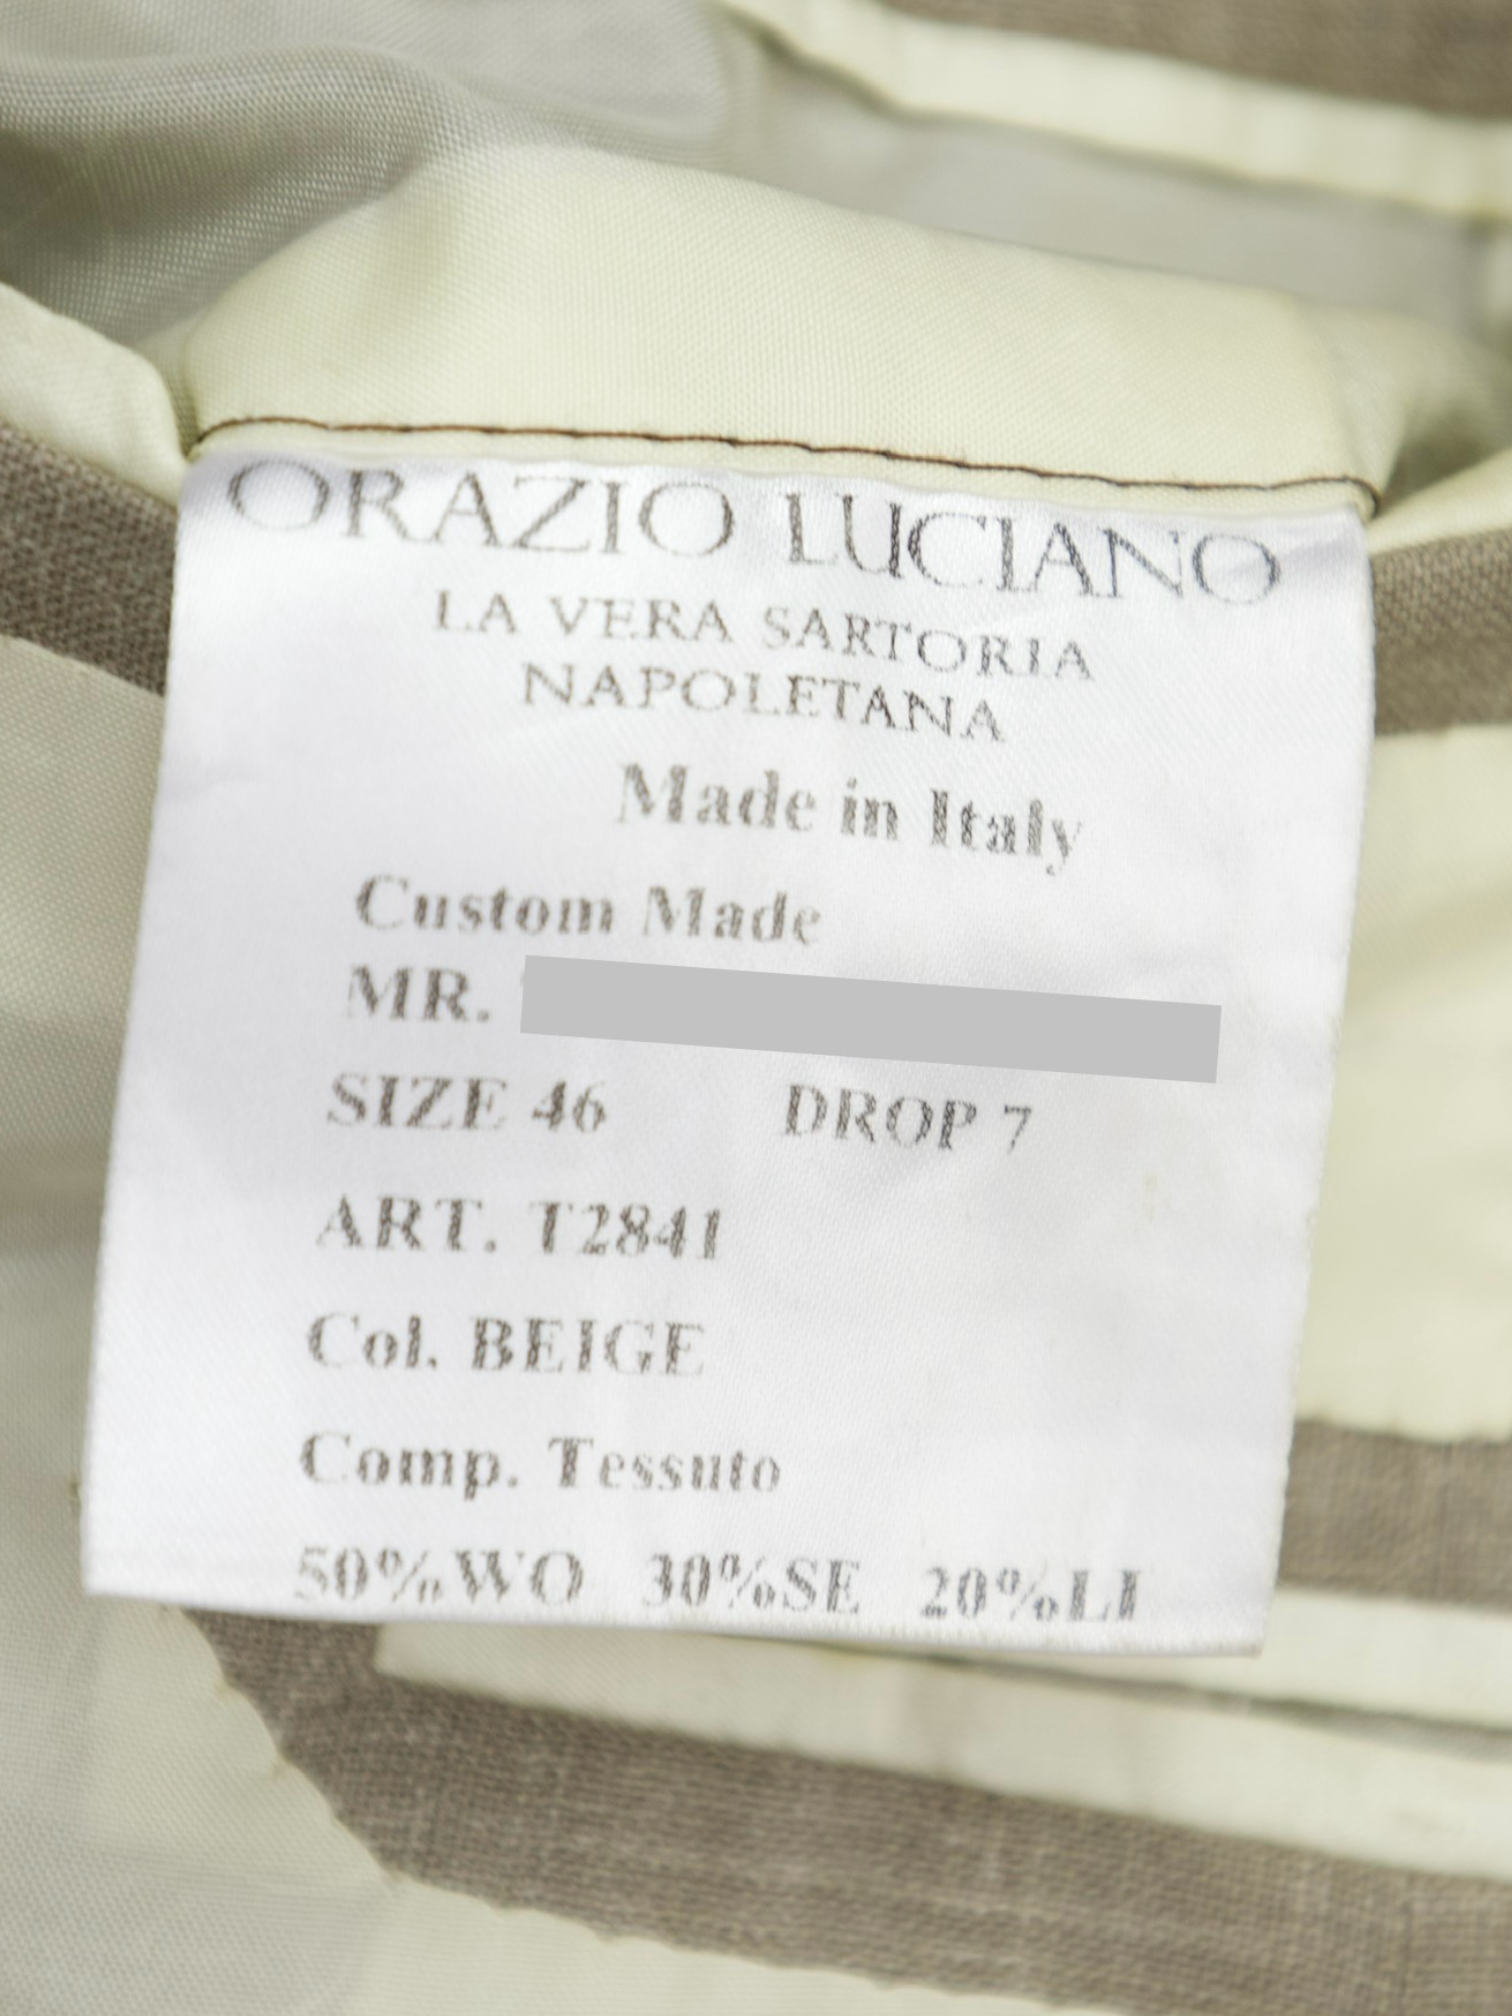 ORAZIO LUCIANO
LA VERA SARTORIA
NAPOLETANA
Made in Italy
Custom Made
MR.
SIZE 46 DROP 7
ART. T2841
Col. BEIGE
Comp. Tessuto
50%WO 30%SE 20%LI